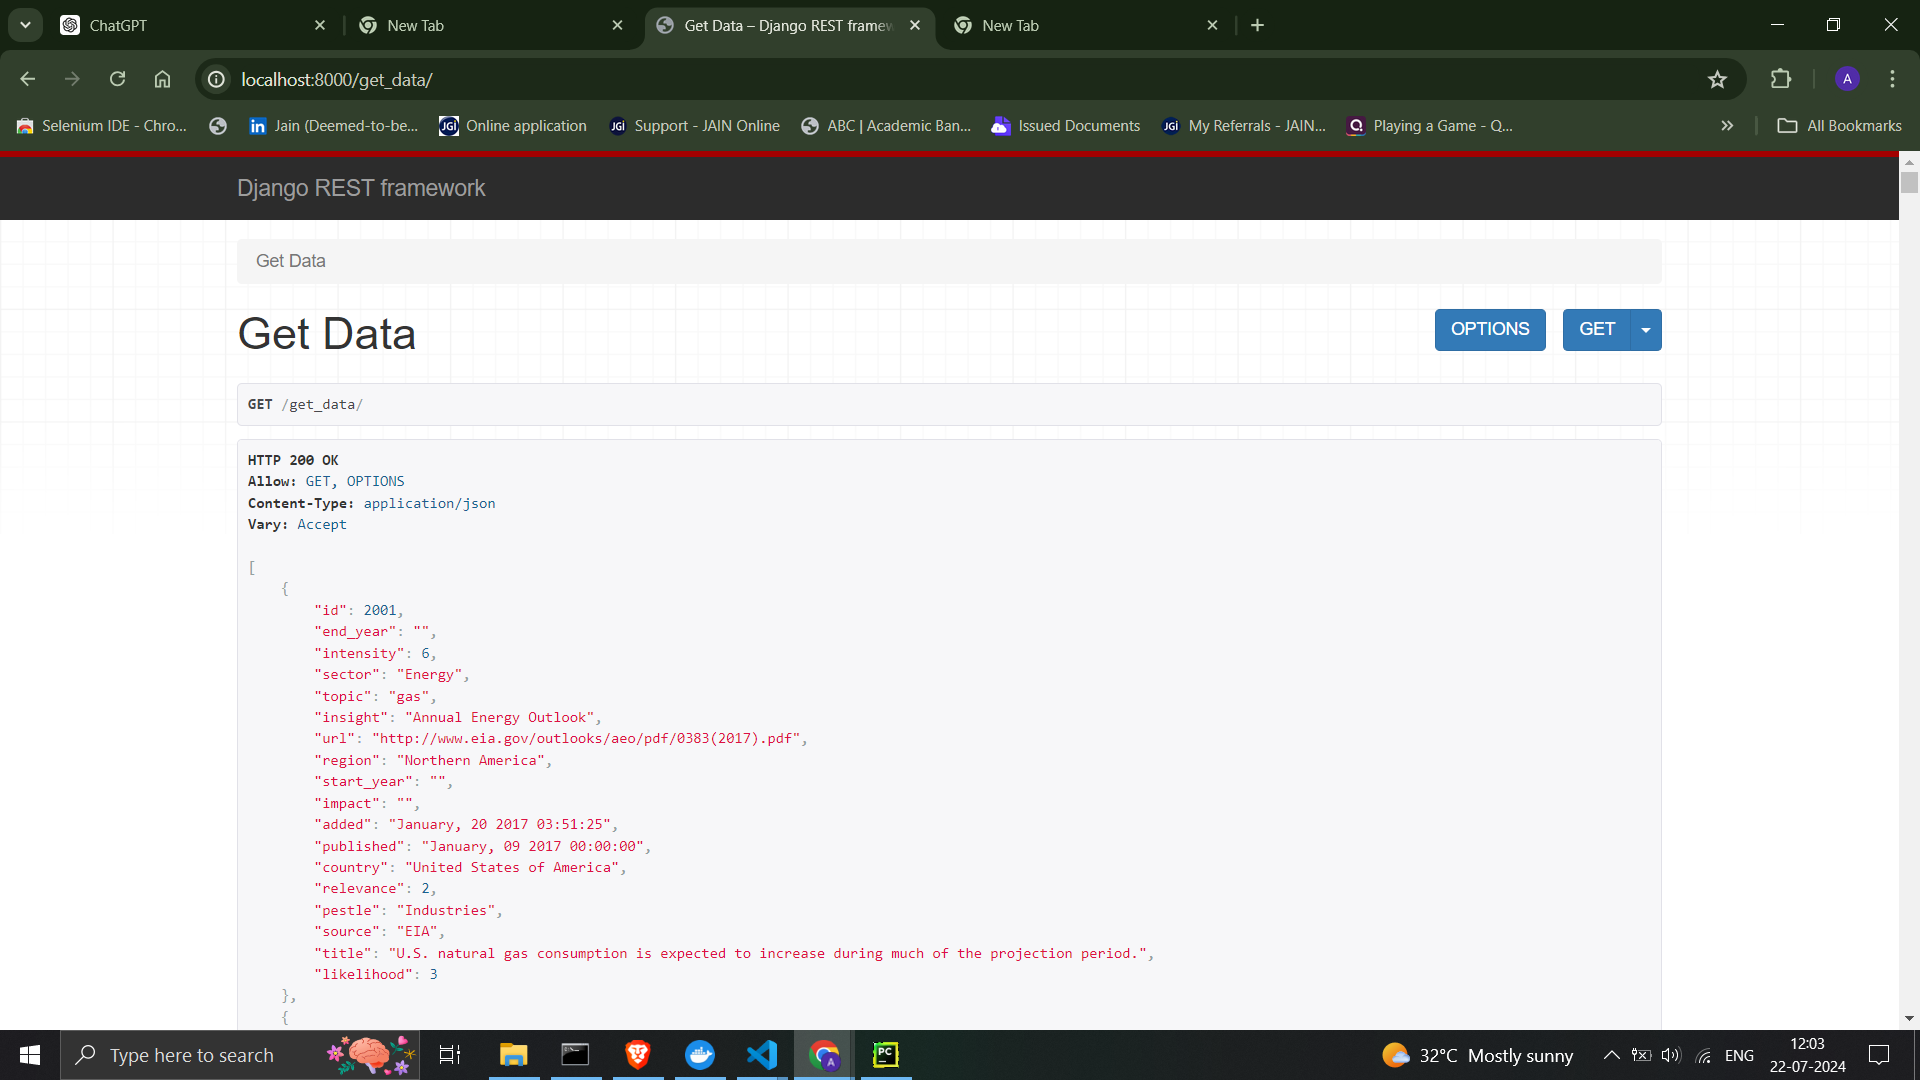 ChatGPT
New Tab
Get Data – Django REST framew
New Tab
localhost:8000/get_data/
A
Selenium IDE - Chro...
Jain (Deemed-to-be...
JGI Online application
JGI Support - JAIN Online
ABC | Academic Ban...
Issued Documents
JGI My Referrals - JAIN...
Playing a Game - Q...
All Bookmarks
Django REST framework
Get Data
Get Data
OPTIONS
GET
GET /get_data/
HTTP 200 OK
Allow: GET, OPTIONS
Content-Type: application/json
Vary: Accept
[
{
"id": 2001,
"end_year": "",
"intensity": 6,
"sector": "Energy",
"topic": "gas",
"insight": "Annual Energy Outlook",
"url": "http://www.eia.gov/outlooks/aeo/pdf/0383(2017).pdf",
"region": "Northern America",
"start_year": "",
"impact": "",
"added": "January, 20 2017 03:51:25",
"published": "January, 09 2017 00:00:00",
"country": "United States of America",
"relevance": 2,
"pestle": "Industries",
"source": "EIA",
"title": "U.S. natural gas consumption is expected to increase during much of the projection period.",
"likelihood": 3
},
{
Type here to search
A
PC
32°C Mostly sunny
ENG
12:03
22-07-2024